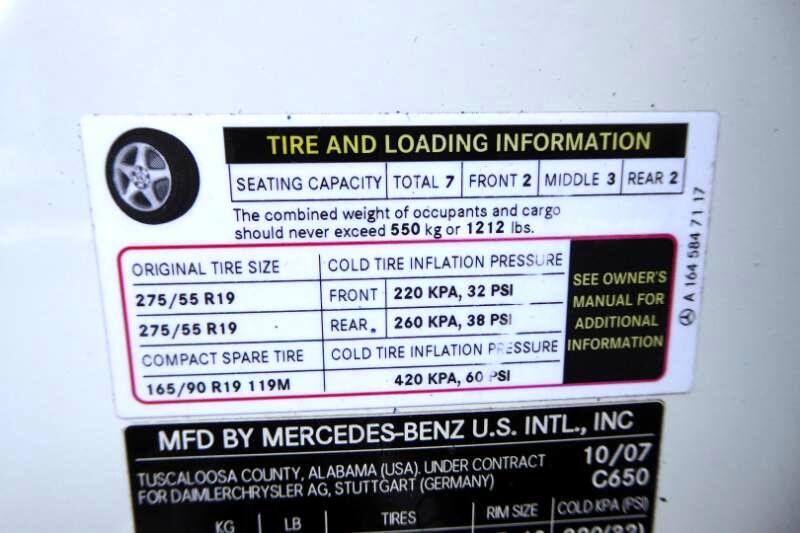 TIRE AND LOADING INFORMATION
SEATING CAPACITY TOTAL 7 FRONT 2 MIDDLE 3 REAR 2
The combined weight of occupants and cargo
should never exceed 550 kg or 1212 lbs.
ORIGINAL TIRE SIZE COLD TIRE INFLATION PRESSURE
275/55 R19 FRONT 220 KPA, 32 PSI
275/55 R19 REAR 260 KPA, 38 PSI
COMPACT SPARE TIRE COLD TIRE INFLATION PRESSURE
165/90 R19 119M 420 KPA, 60 PSI
SEE OWNER'S
MANUAL FOR
ADDITIONAL
INFORMATION
A 164 584 71 17
MFD BY MERCEDES-BENZ U.S. INTL., INC
TUSCALOOSA COUNTY, ALABAMA (USA). UNDER CONTRACT 10/07
FOR DAIMLERCHRYSLER AG, STUTTGART (GERMANY) C650
KG LB TIRES RIM SIZE COLD KPA (PSI)